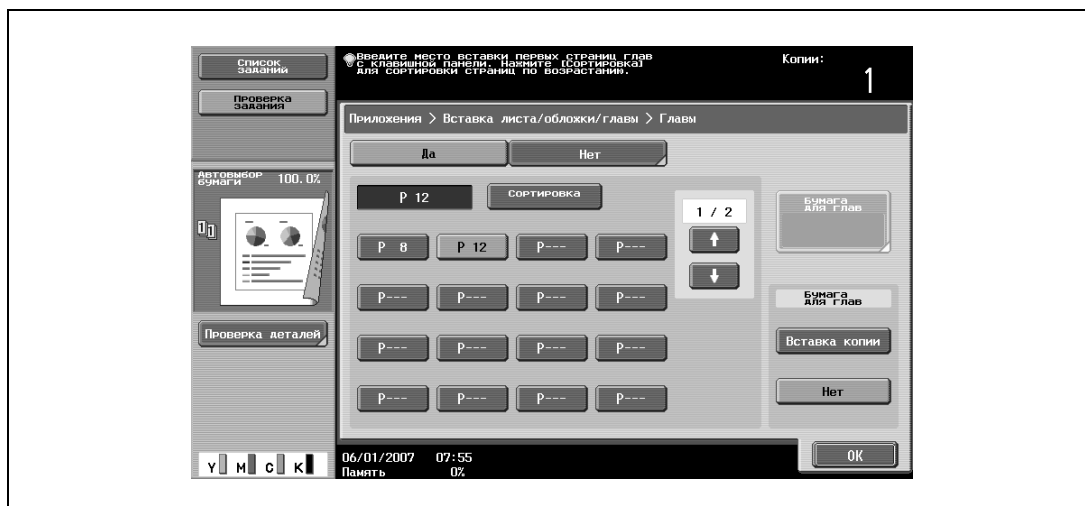 Список
заданий
Проверка
задания
Введите место вставки первых страниц глав
с клавишной панели. Нажмите [Сортировка]
для сортировки страниц по возрастанию.
Копии:
1
Приложения > Вставка листа/обложки/главы > Главы
Да
Нет
Автовыбор
бумаги
100.0%
P 12
Сортировка
1 / 2
Бумага
для глав
P 8
P 12
P---
P---
P---
P---
P---
P---
Бумага
для глав
Проверка деталей
P---
P---
P---
P---
Вставка копии
P---
P---
P---
P---
Нет
Y M C K
06/01/2007 07:55
Память 0%
OK